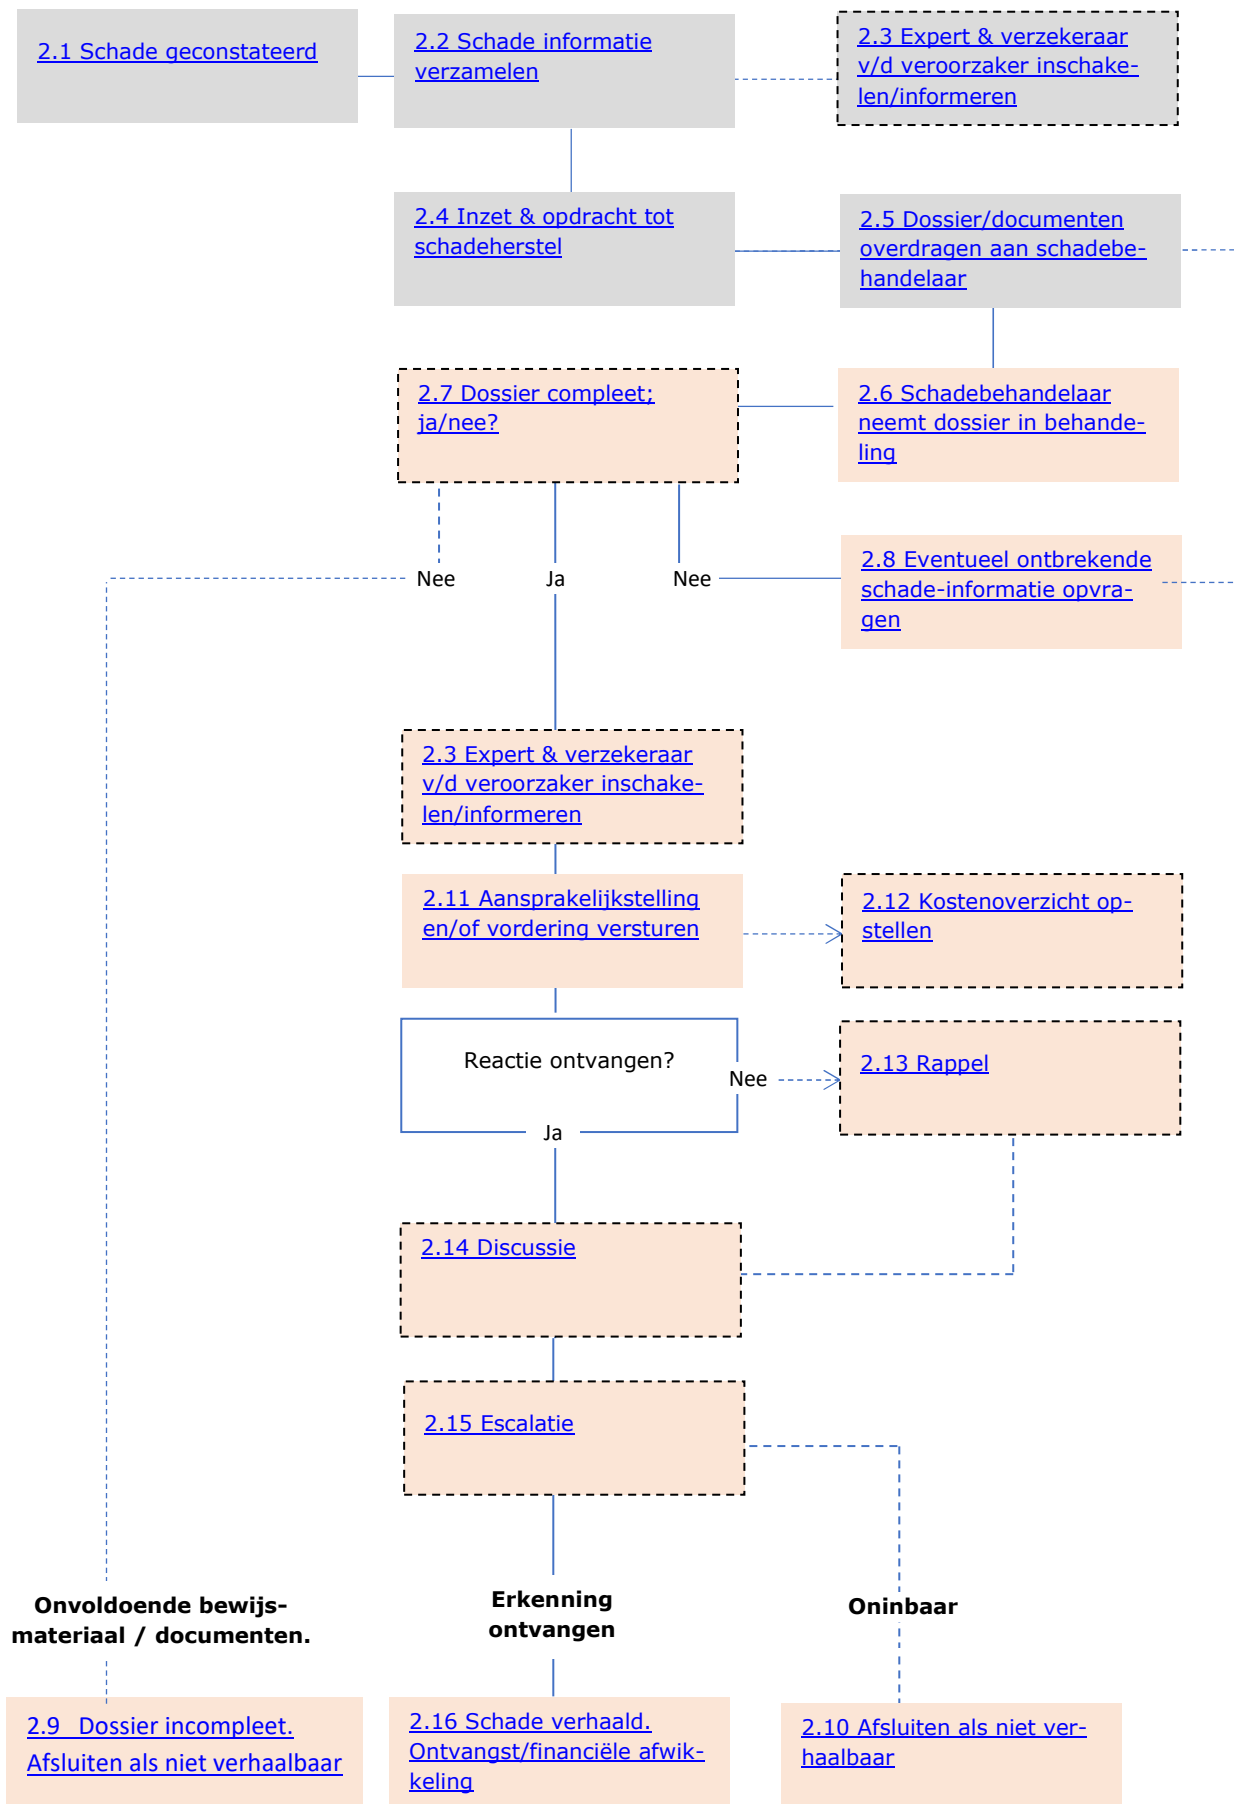 2.1 Schade geconstateerd
2.2 Schade informatie
verzamelen
2.3 Expert & verzekeraar
v/d veroorzaker inschake-
len/informeren
2.4 Inzet & opdracht tot
schadeherstel
2.5 Dossier/documenten
overdragen aan schadebe-
handelaar
2.7 Dossier compleet;
ja/nee?
2.6 Schadebehandelaar
neemt dossier in behande-
ling
Nee
Ja
Nee
2.8 Eventueel ontbrekende
schade-informatie opvra-
gen
2.3 Expert & verzekeraar
v/d veroorzaker inschake-
len/informeren
2.11 Aansprakelijkstelling
en/of vordering versturen
2.12 Kostenoverzicht op-
stellen
Reactie ontvangen?
Nee
2.13 Rappel
Ja
2.14 Discussie
2.15 Escalatie
Onvoldoende bewijs-
materiaal / documenten.
Erkenning
ontvangen
Oninbaar
2.9 Dossier incompleet.
Afsluiten als niet verhaalbaar
2.16 Schade verhaald.
Ontvangst/financiële afwik-
keling
2.10 Afsluiten als niet ver-
haalbaar